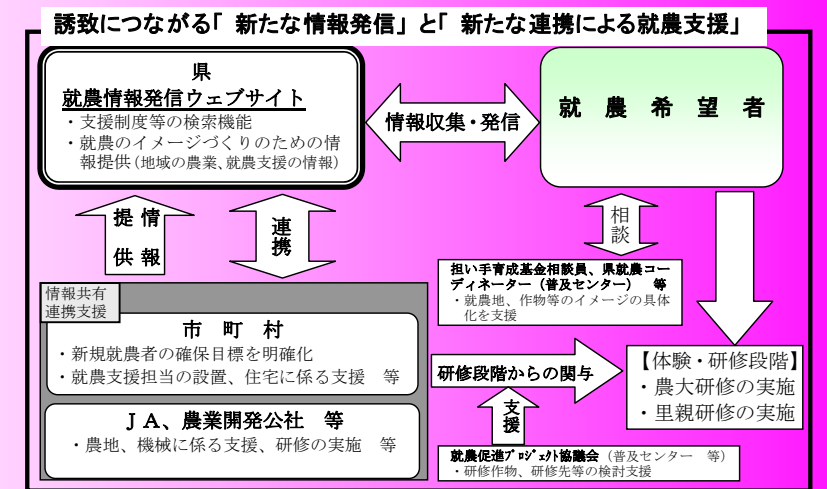 誘致につながる「 新たな情報発信」と「 新たな連携による就農支援」
県
就農情報発信ウェブサイト
・支援制度等の検索機能
・就農のイメージづくりのための情
報提供(地域の農業、就農支援の情報)
情報収集・発信
就 農 希 望 者
情報
提供
連携
相談
担い手育成基金相談員、県就農コー
ディネーター（普及センター） 等
・就農地、作物等のイメージの具体
化を支援
情報共有
連携支援
市 町 村
・新規就農者の確保目標を明確化
・就農支援担当の設置、住宅に係る支援 等
ＪＡ、農業開発公社 等
・農地、機械に係る支援、研修の実施 等
研修段階からの関与
支援
就農促進ﾌﾟﾛｼﾞｪｸﾄ協議会（普及センター 等）
・研修作物、研修先等の検討支援
【体験・研修段階】
・農大研修の実施
・里親研修の実施